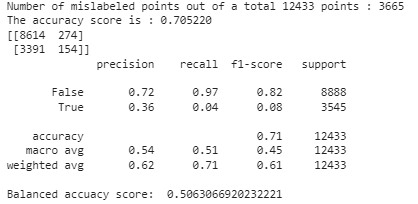 Number of mislabeled points out of a total 12433 points : 3665
The accuracy score is : 0.705220
[[8614 274]
[3391 154]]
precision recall f1-score support
False 0.72 0.97 0.82 8888
True 0.36 0.04 0.08 3545
accuracy 0.71 12433
macro avg 0.54 0.51 0.45 12433
weighted avg 0.62 0.71 0.61 12433
Balanced accuacy score: 0.5063066920232221